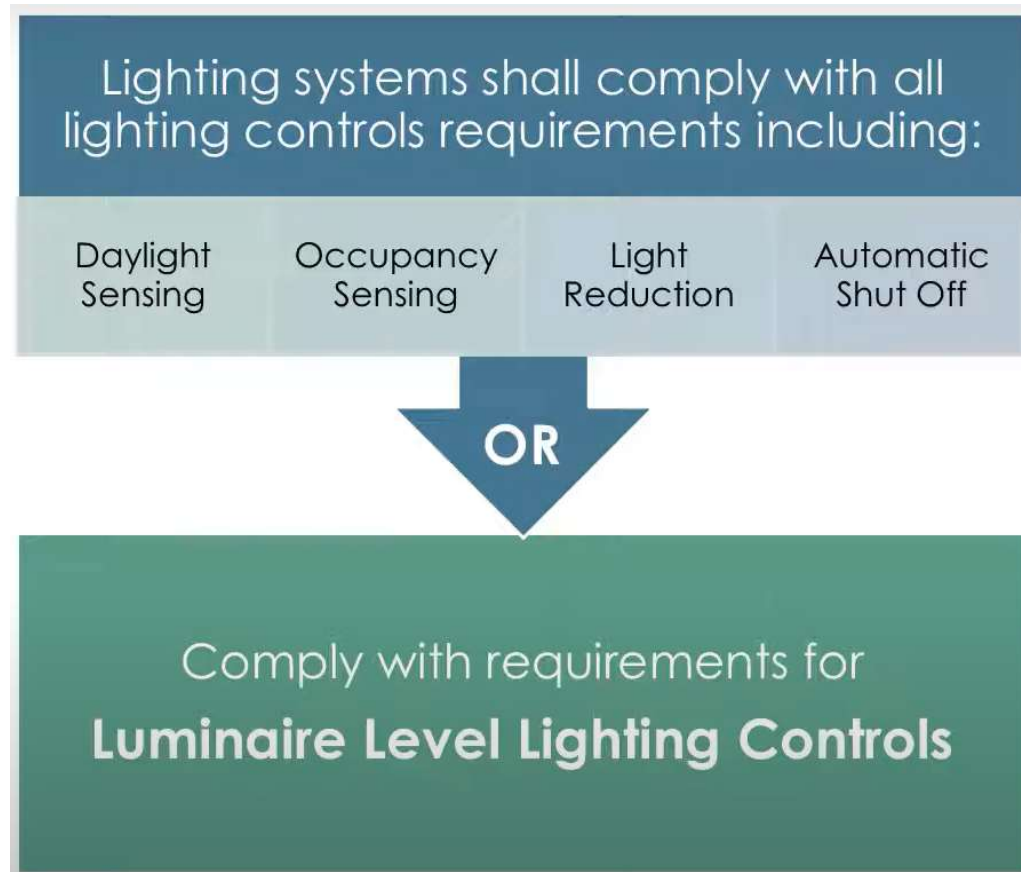 Lighting systems shall comply with all
lighting controls requirements including:
Daylight
Sensing
Occupancy
Sensing
Light
Reduction
Automatic
Shut Off
OR
Comply with requirements for
Luminaire Level Lighting Controls